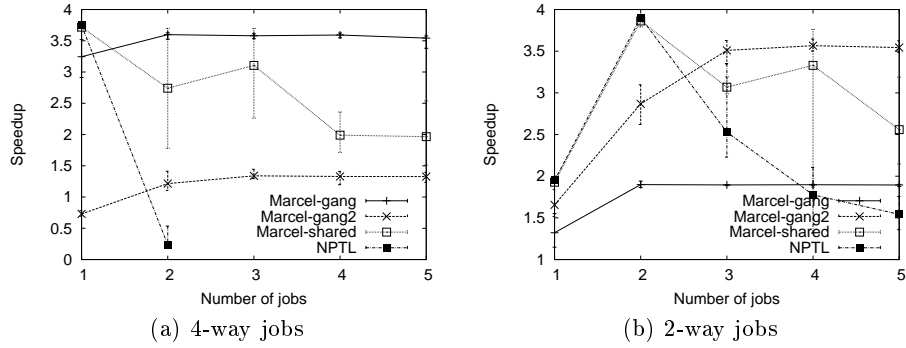 4
3.5
3
2.5
2
1.5
1
0.5
0
Speedup
1 2 3 4 5
Number of jobs
Marcel-gang
Marcel-gang2
Marcel-shared
NPTL
(a) 4-way jobs
4
3.5
3
2.5
2
1.5
1
Speedup
1 2 3 4 5
Number of jobs
Marcel-gang
Marcel-gang2
Marcel-shared
NPTL
(b) 2-way jobs